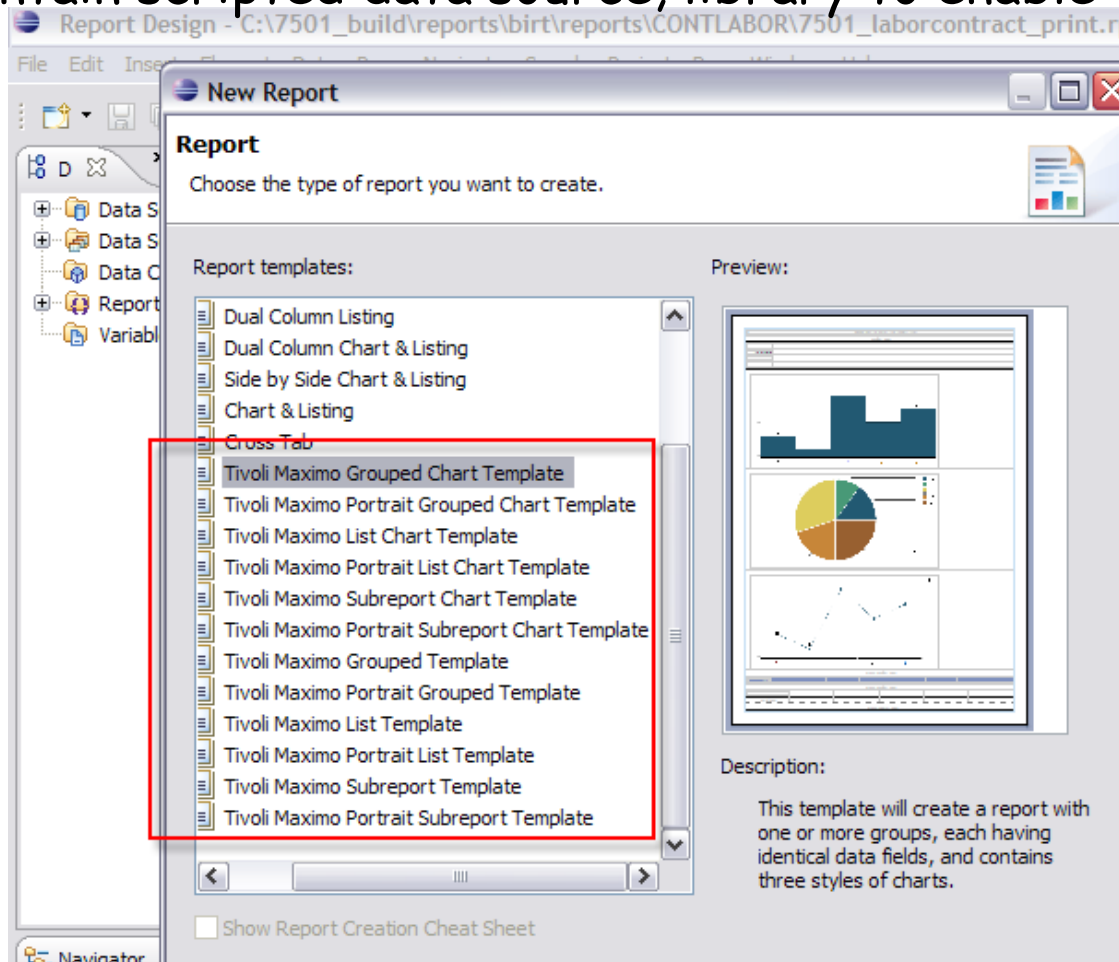 scripted data source, library to enable
Report Design - C:\7501_build\reports\birt\reports\CONTLABOR\7501_laborcontract_print.r
File Edit Inser
New Report
Report
Choose the type of report you want to create.
D
Data S
Data S
Data C
Report
Variabl
Report templates:
Preview:
Dual Column Listing
Dual Column Chart & Listing
Side by Side Chart & Listing
Chart & Listing
Cross Tab
Tivoli Maximo Grouped Chart Template
Tivoli Maximo Portrait Grouped Chart Template
Tivoli Maximo List Chart Template
Tivoli Maximo Portrait List Chart Template
Tivoli Maximo Subreport Chart Template
Tivoli Maximo Portrait Subreport Chart Template
Tivoli Maximo Grouped Template
Tivoli Maximo Portrait Grouped Template
Tivoli Maximo List Template
Tivoli Maximo Portrait List Template
Tivoli Maximo Subreport Template
Tivoli Maximo Portrait Subreport Template
Description:
This template will create a report with
one or more groups, each having
identical data fields, and contains
three styles of charts.
Show Report Creation Cheat Sheet
Navigator